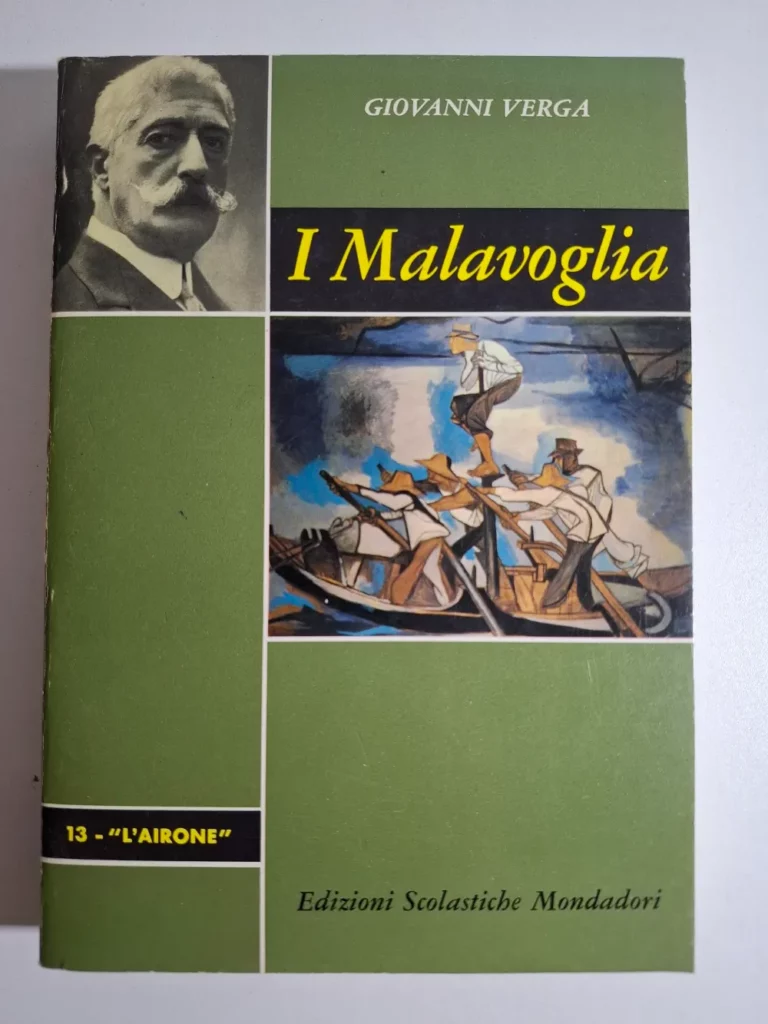 GIOVANNI VERGA
I Malavoglia
13 - "L'AIRONE"
Edizioni Scolastiche Mondadori